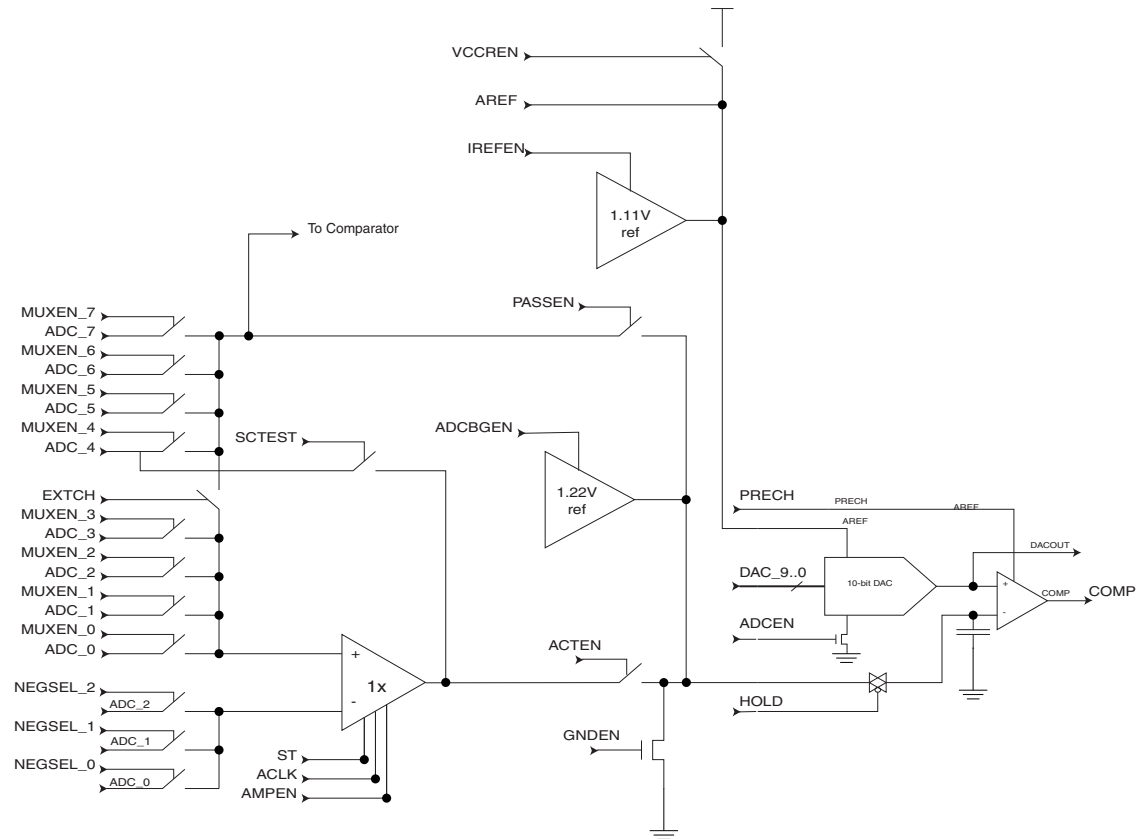 VCCREN
AREF
IREFEN
1.11V
ref
To Comparator
PASSEN
MUXEN_7
ADC_7
MUXEN_6
ADC_6
MUXEN_5
ADC_5
MUXEN_4
ADC_4
SCTEST
ADCBGEN
1.22V
ref
EXTCH
MUXEN_3
ADC_3
MUXEN_2
ADC_2
MUXEN_1
ADC_1
MUXEN_0
ADC_0
PRECH
PRECH
AREF
AREF
DACOUT
DAC_9..0
10-bit DAC
+
-
COMP
COMP
ADCEN
HOLD
+
1x
-
ACTEN
NEGSEL_2
ADC_2
NEGSEL_1
ADC_1
NEGSEL_0
ADC_0
ST
ACLK
AMPEN
GNDEN